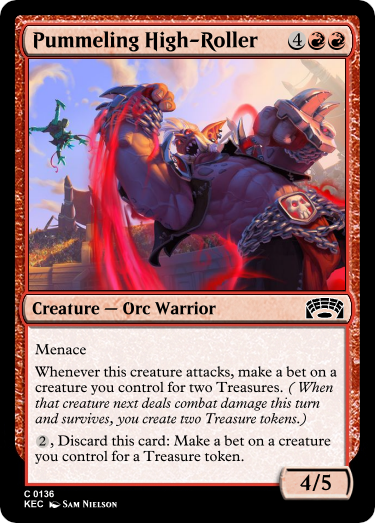 Pummeling High-Roller 4
Creature — Orc Warrior
Menace
Whenever this creature attacks, make a bet on a
creature you control for two Treasures. ( When
that creature next deals combat damage this turn
and survives, you create two Treasure tokens.)
2, Discard this card: Make a bet on a creature
you control for a Treasure token.
4/5
C 0136
KEC Sam Nielson